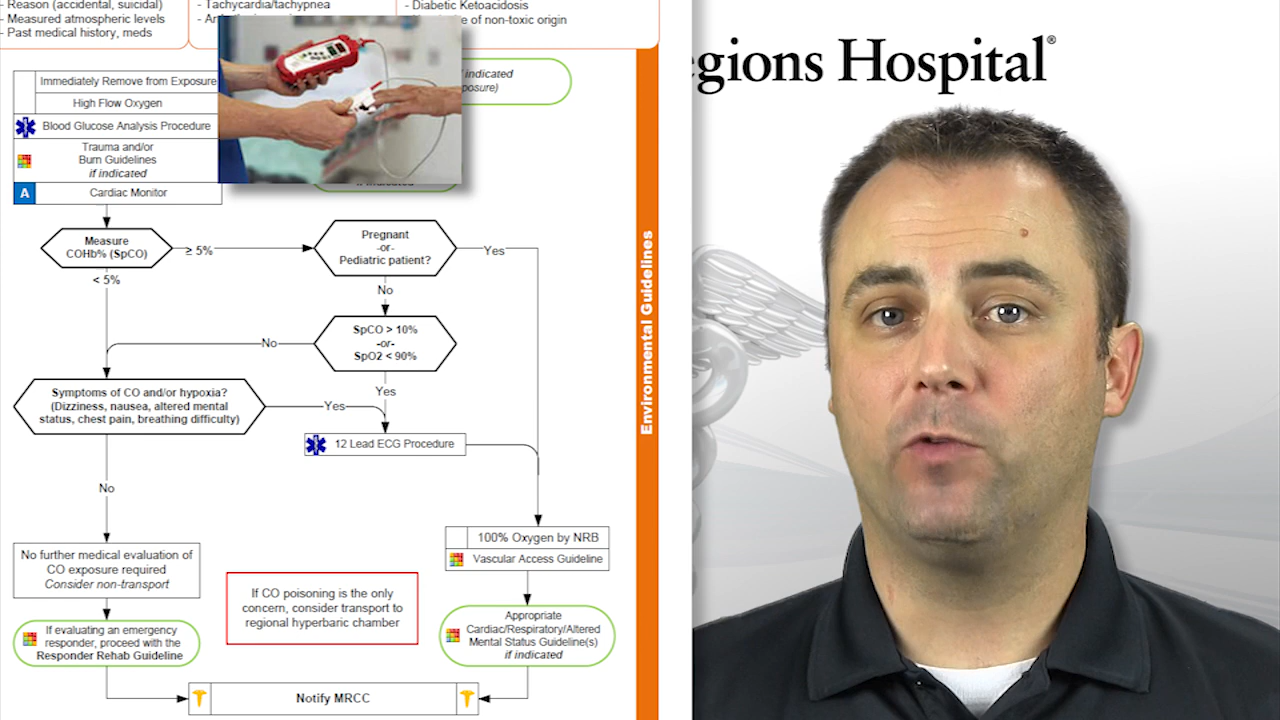 - Reason (accidental, suicidal)
- Measured atmospheric levels
- Past medical history, meds
- Tachycardia/tachypnea
- Diabetic Ketoacidosis
of non-toxic origin
Immediately Remove from Exposure
High Flow Oxygen
Blood Glucose Analysis Procedure
Trauma and/or
Burn Guidelines
if indicated
A Cardiac Monitor
indicated
Measure
COHb% (SpCO)
≥ 5%
< 5%
Pregnant
-or-
Pediatric patient?
Yes
No
SpCO > 10%
-or-
SpO2 < 90%
No
Yes
Symptoms of CO and/or hypoxia?
(Dizziness, nausea, altered mental
status, chest pain, breathing difficulty)
Yes
12 Lead ECG Procedure
No
100% Oxygen by NRB
Vascular Access Guideline
No further medical evaluation of
CO exposure required
Consider non-transport
If CO poisoning is the only
concern, consider transport to
regional hyperbaric chamber
If evaluating an emergency
responder, proceed with the
Responder Rehab Guideline
Appropriate
Cardiac/Respiratory/Altered
Mental Status Guideline(s)
if indicated
Notify MRCC
Environmental Guidelines
egions Hospital®